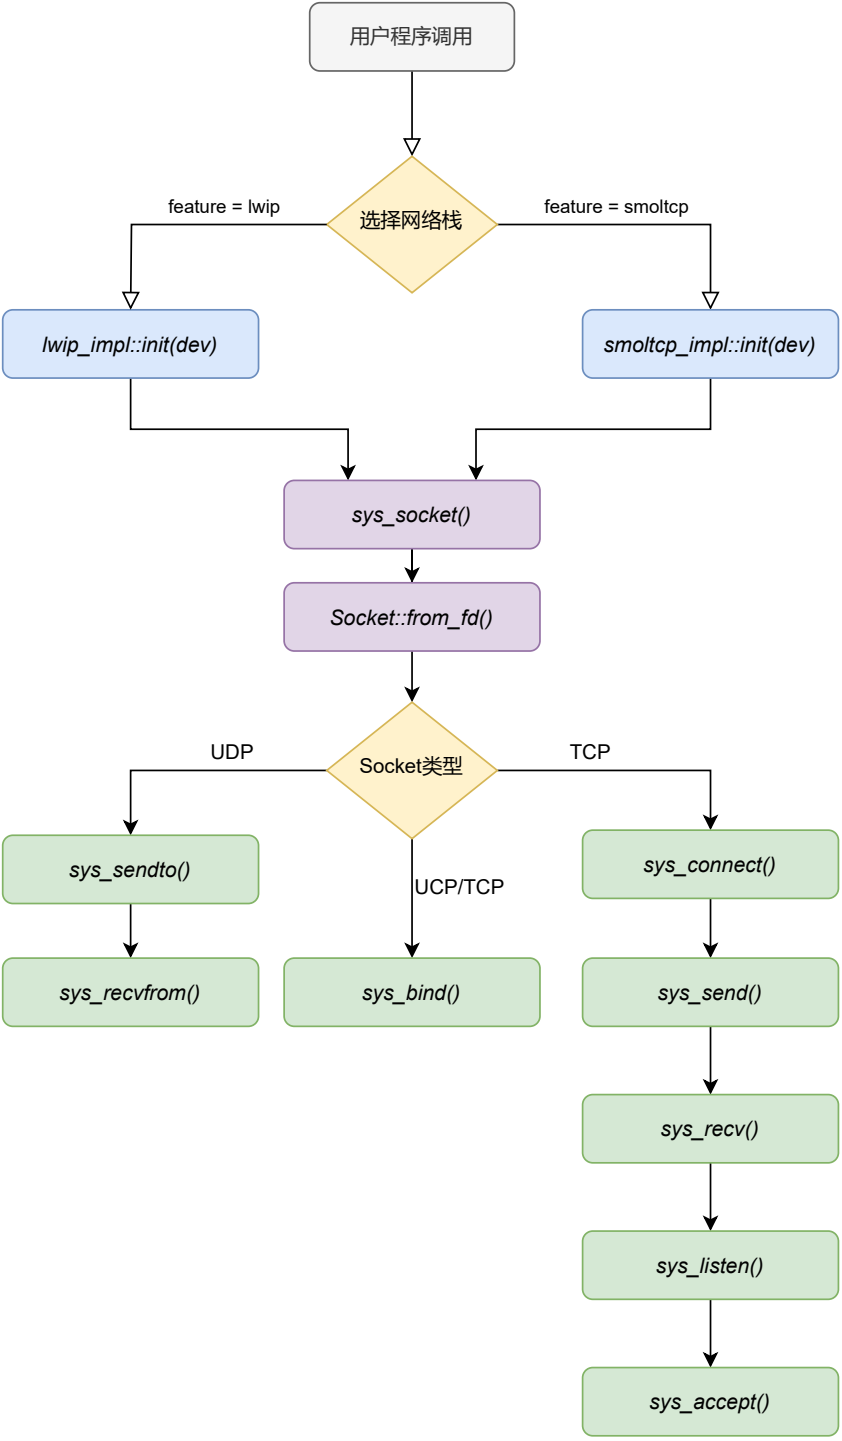 用户程序调用
feature = lwip
选择网络栈
feature = smoltcp
lwip_impl::init(dev)
smoltcp_impl::init(dev)
sys_socket()
Socket::from_fd()
UDP
Socket类型
TCP
sys_sendto()
sys_connect()
UCP/TCP
sys_recvfrom()
sys_bind()
sys_send()
sys_recv()
sys_listen()
sys_accept()